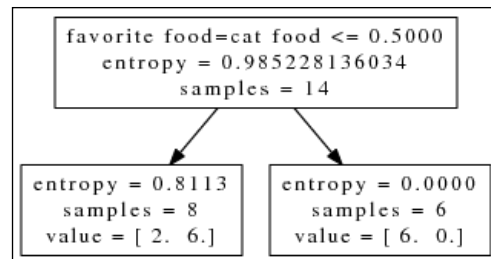 favorite food=cat food <= 0.5000
entropy = 0.985228136034
samples = 14
entropy = 0.8113
samples = 8
value = [ 2. 6.]
entropy = 0.0000
samples = 6
value = [ 6. 0.]